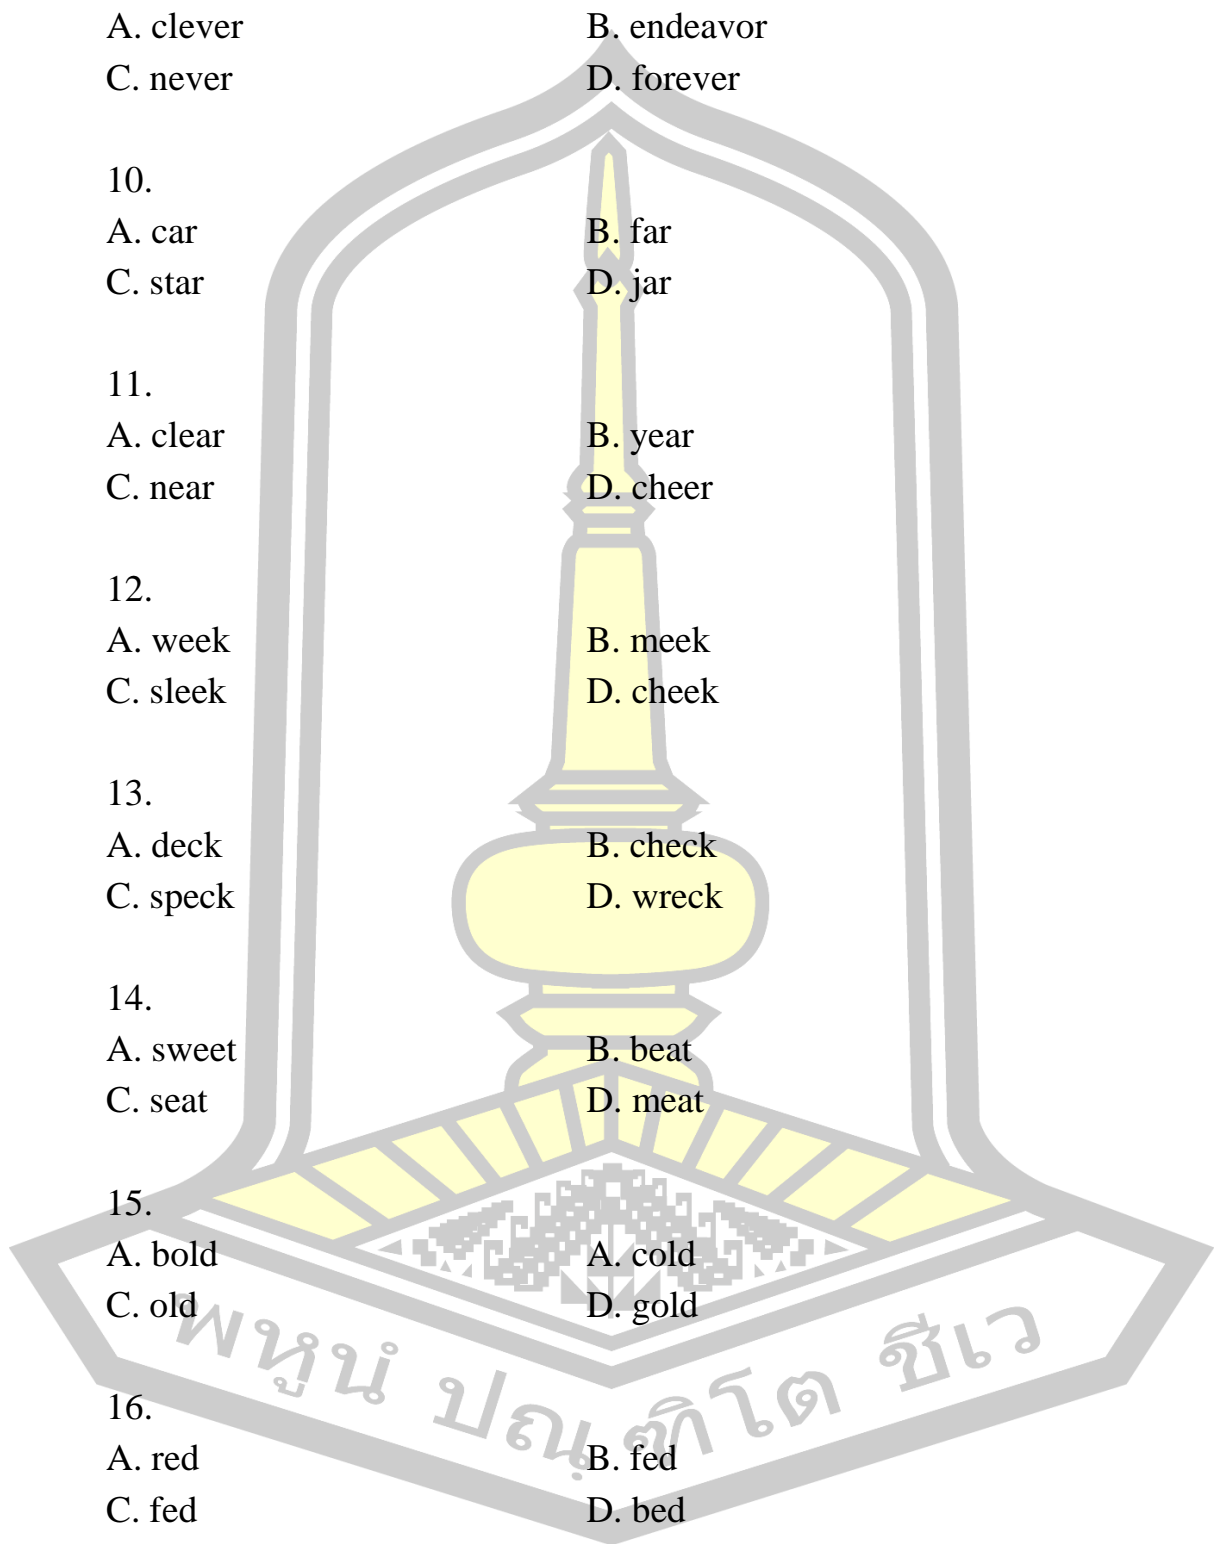 A. clever B. endeavor
C. never D. forever
10.
A. car B. far
C. star D. jar
11.
A. clear B. year
C. near D. cheer
12.
A. week B. meek
C. sleek D. cheek
13.
A. deck B. check
C. speck D. wreck
14.
A. sweet B. beat
C. seat D. meat
15.
A. bold A. cold
C. old D. gold
พหูนํ ปณฺฑิโต ชีเว
16.
A. red B. fed
C. fed D. bed